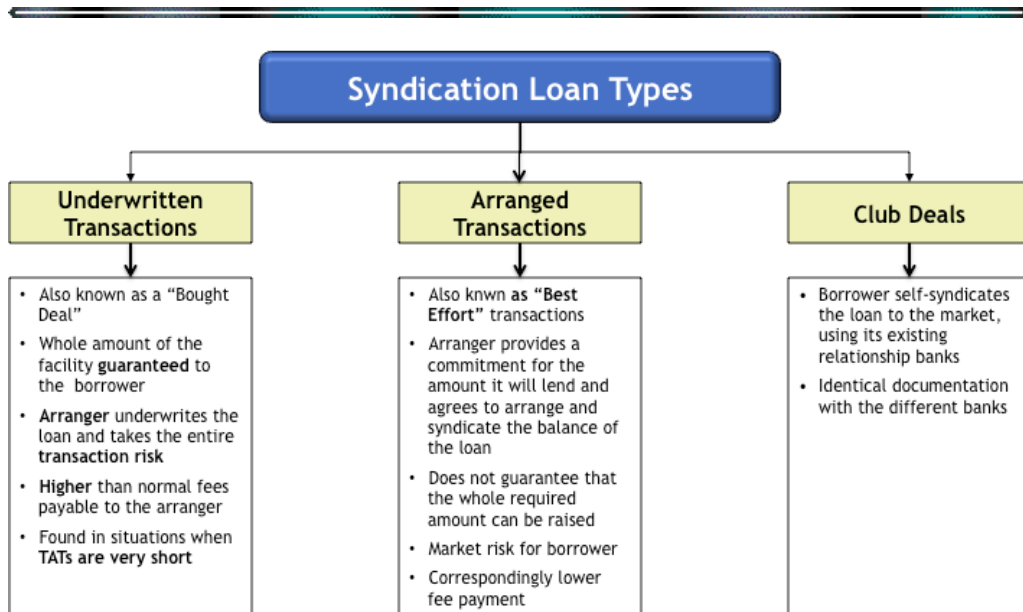 Syndication Loan Types
Underwritten
Transactions
• Also known as a “Bought
Deal”
• Whole amount of the
facility guaranteed to
the borrower
• Arranger underwrites the
loan and takes the entire
transaction risk
• Higher than normal fees
payable to the arranger
• Found in situations when
TATs are very short
Arranged
Transactions
• Also knwn as “Best
Effort” transactions
• Arranger provides a
commitment for the
amount it will lend and
agrees to arrange and
syndicate the balance of
the loan
• Does not guarantee that
the whole required
amount can be raised
• Market risk for borrower
• Correspondingly lower
fee payment
Club Deals
• Borrower self-syndicates
the loan to the market,
using its existing
relationship banks
• Identical documentation
with the different banks